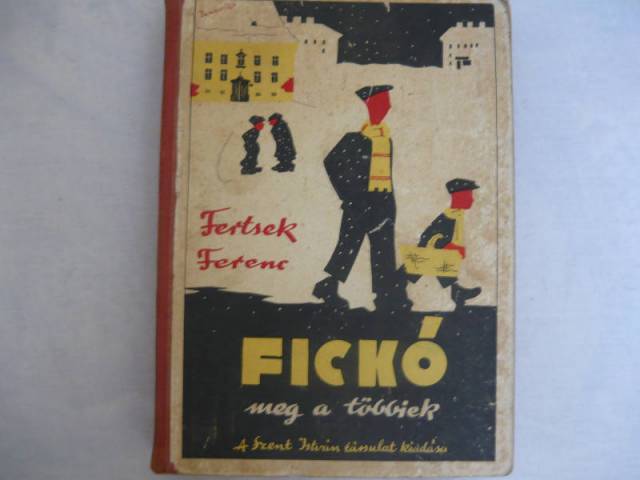 Fertsek
Ferenc
FICKÓ
meg a többiek
A Szent István társulat kiadása